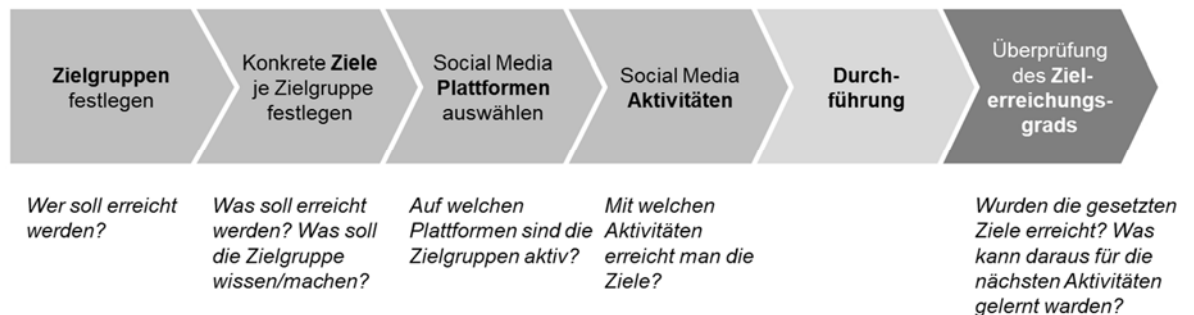 Zielgruppen
festlegen
Konkrete Ziele
je Zielgruppe
festlegen
Social Media
Plattformen
auswählen
Social Media
Aktivitäten
Durch-
führung
Überprüfung
des Ziel-
erreichungs-
grads
Wer soll erreicht
werden?
Was soll erreicht
werden? Was soll
die Zielgruppe
wissen/machen?
Auf welchen
Plattformen sind die
Zielgruppen aktiv?
Mit welchen
Aktivitäten
erreicht man die
Ziele?
Wurden die gesetzten
Ziele erreicht? Was
kann daraus für die
nächsten Aktivitäten
gelernt warden?